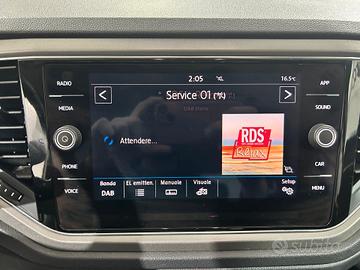 RADIO
MEDIA
PHONE
VOICE
2:05
16.5°C
APP
SOUND
CAR
MENU
Service 01
Attendere...
RDS
Relax
Banda
DAB
El. emitten.
Manuale
Visuale
Setup
subito